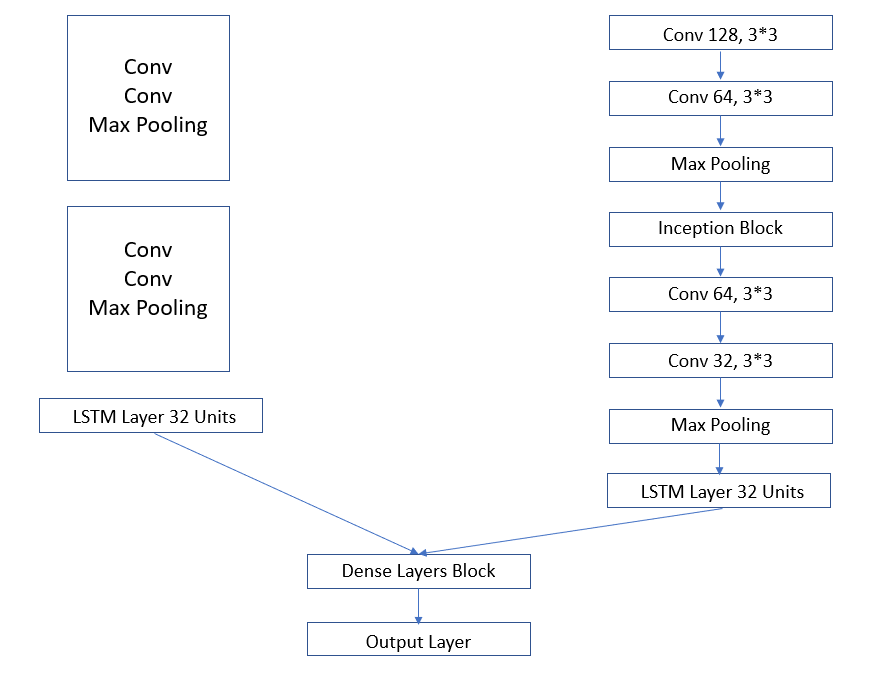 Conv
Conv
Max Pooling
Conv
Conv
Max Pooling
LSTM Layer 32 Units
Conv 128, 3*3
Conv 64, 3*3
Max Pooling
Inception Block
Conv 64, 3*3
Conv 32, 3*3
Max Pooling
LSTM Layer 32 Units
Dense Layers Block
Output Layer